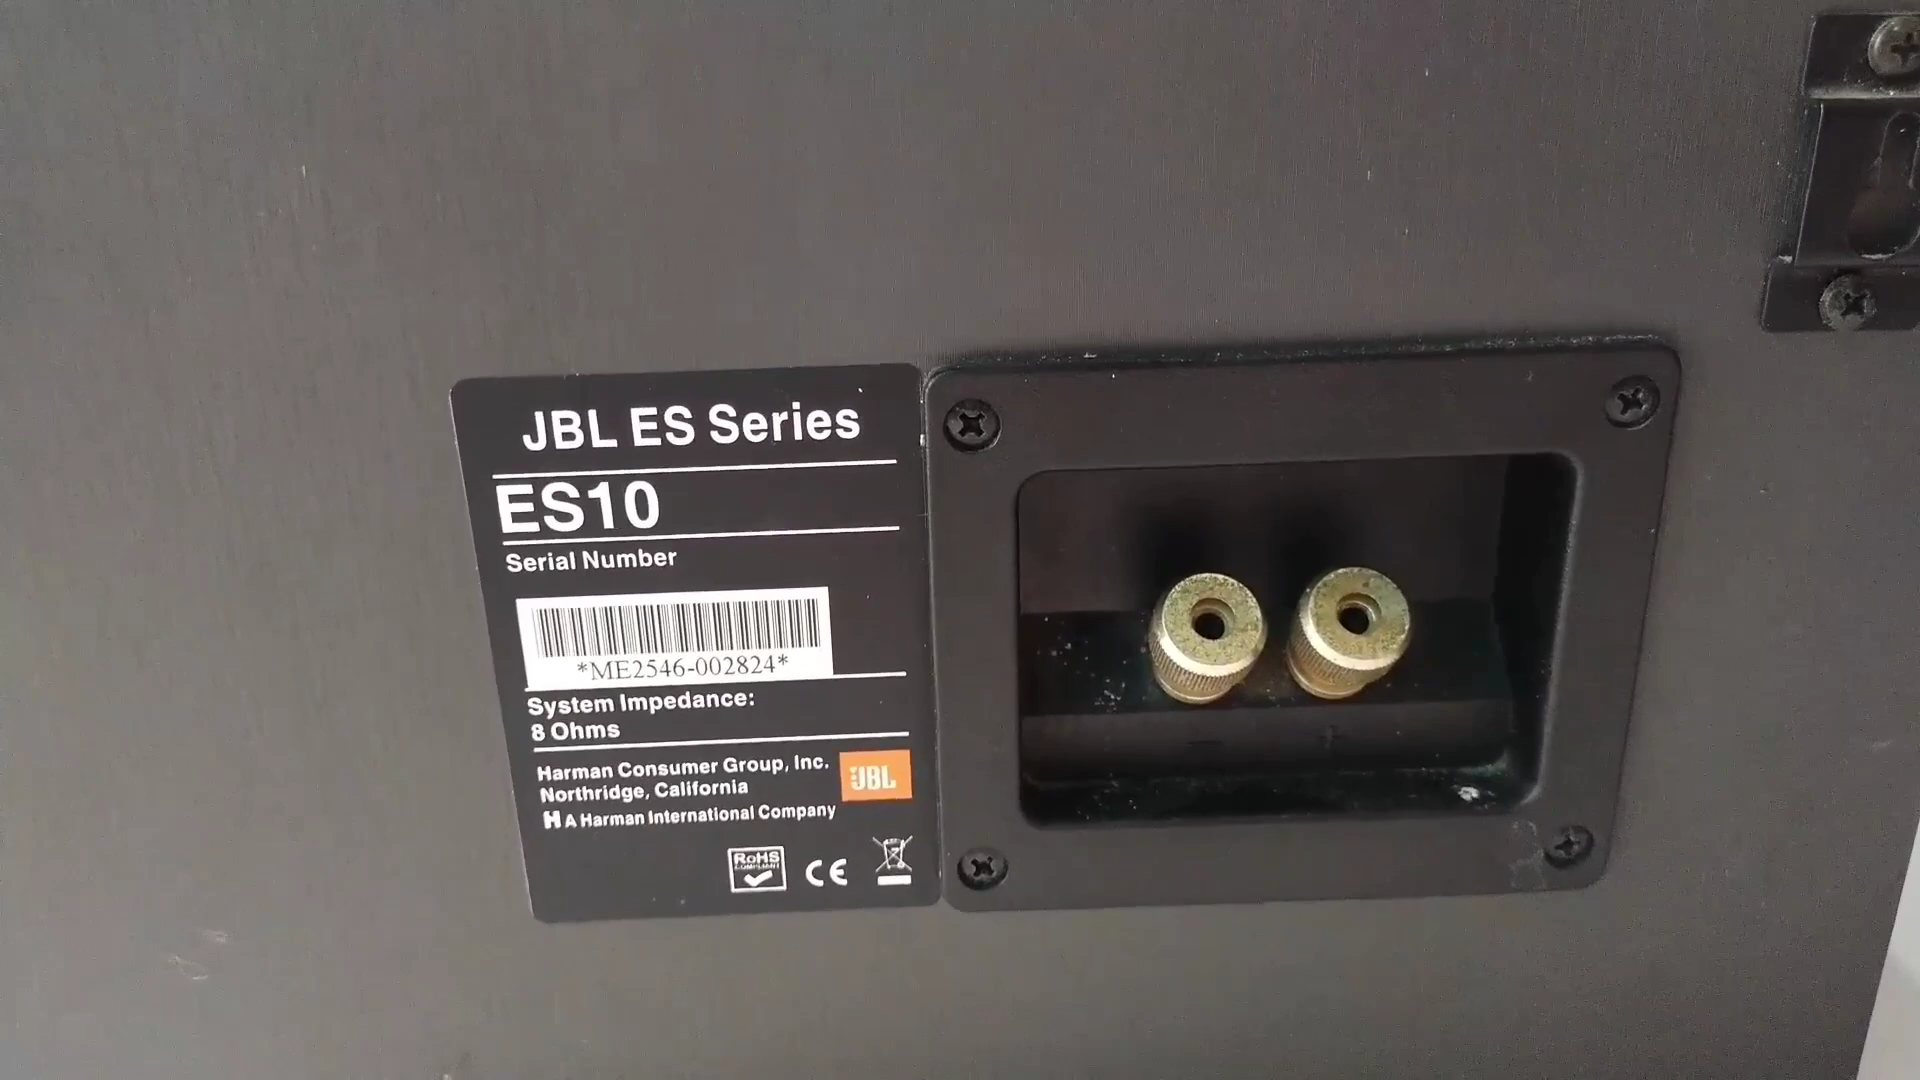 JBL ES Series
ES10
Serial Number
*ME2546-002824*
System Impedance:
8 Ohms
Harman Consumer Group, Inc.
Northridge, California
JBL
H A Harman International Company
RoHS
COMPLIANT
CE